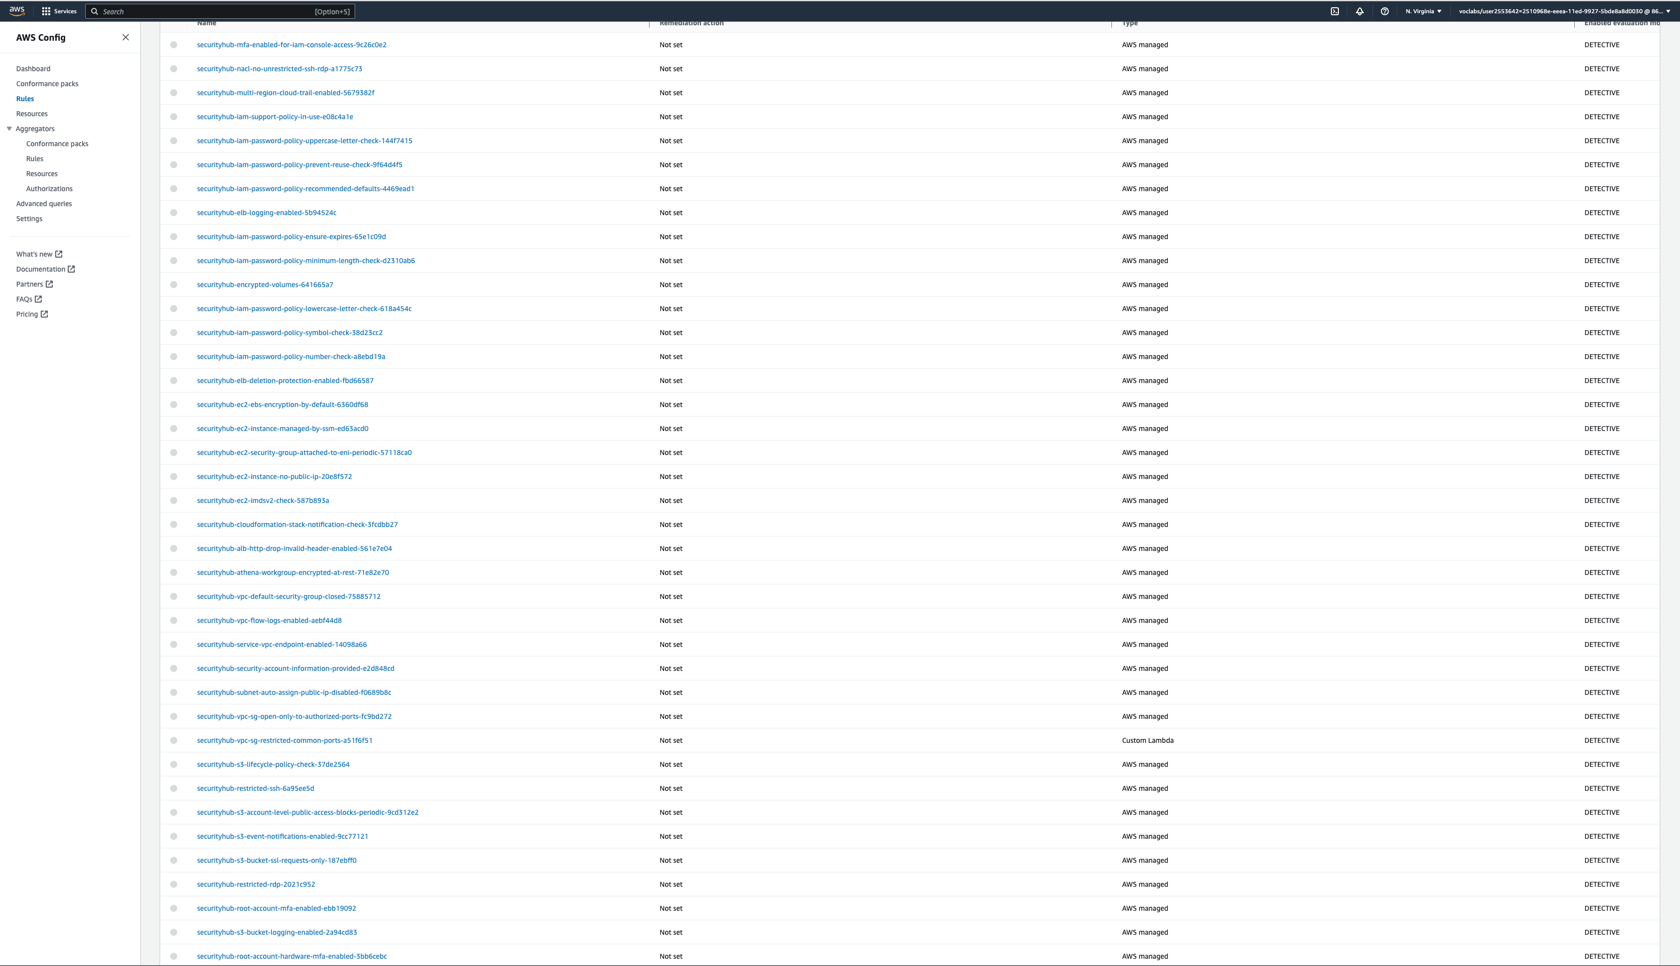 aws Services Search [Option+S] N. Virginia voclabs/user2553642=2510968e-eeea-11ed-9927-5bde8a8d0030 @ 86...
AWS Config
Dashboard
Conformance packs
Rules
Resources
Aggregators
Conformance packs
Rules
Resources
Authorizations
Advanced queries
Settings
What's new
Documentation
Partners
FAQs
Pricing
Name Remediation action Type Enabled evaluation mo
securityhub-mfa-enabled-for-iam-console-access-9c26c0e2 Not set AWS managed DETECTIVE
securityhub-nacl-no-unrestricted-ssh-rdp-a1775c73 Not set AWS managed DETECTIVE
securityhub-multi-region-cloud-trail-enabled-5679382f Not set AWS managed DETECTIVE
securityhub-iam-support-policy-in-use-e08c4a1e Not set AWS managed DETECTIVE
securityhub-iam-password-policy-uppercase-letter-check-144f7415 Not set AWS managed DETECTIVE
securityhub-iam-password-policy-prevent-reuse-check-9f64d4f5 Not set AWS managed DETECTIVE
securityhub-iam-password-policy-recommended-defaults-4469ead1 Not set AWS managed DETECTIVE
securityhub-elb-logging-enabled-5b94524c Not set AWS managed DETECTIVE
securityhub-iam-password-policy-ensure-expires-65e1c09d Not set AWS managed DETECTIVE
securityhub-iam-password-policy-minimum-length-check-d2310ab6 Not set AWS managed DETECTIVE
securityhub-encrypted-volumes-641665a7 Not set AWS managed DETECTIVE
securityhub-iam-password-policy-lowercase-letter-check-618a454c Not set AWS managed DETECTIVE
securityhub-iam-password-policy-symbol-check-38d23cc2 Not set AWS managed DETECTIVE
securityhub-iam-password-policy-number-check-a8ebd19a Not set AWS managed DETECTIVE
securityhub-elb-deletion-protection-enabled-fbd66587 Not set AWS managed DETECTIVE
securityhub-ec2-ebs-encryption-by-default-6360df68 Not set AWS managed DETECTIVE
securityhub-ec2-instance-managed-by-ssm-ed63acd0 Not set AWS managed DETECTIVE
securityhub-ec2-security-group-attached-to-eni-periodic-57118ca0 Not set AWS managed DETECTIVE
securityhub-ec2-instance-no-public-ip-20e8f572 Not set AWS managed DETECTIVE
securityhub-ec2-imdsv2-check-587b893a Not set AWS managed DETECTIVE
securityhub-cloudformation-stack-notification-check-3fcdbb27 Not set AWS managed DETECTIVE
securityhub-alb-http-drop-invalid-header-enabled-561e7e04 Not set AWS managed DETECTIVE
securityhub-athena-workgroup-encrypted-at-rest-71e82e70 Not set AWS managed DETECTIVE
securityhub-vpc-default-security-group-closed-75885712 Not set AWS managed DETECTIVE
securityhub-vpc-flow-logs-enabled-aebf44d8 Not set AWS managed DETECTIVE
securityhub-service-vpc-endpoint-enabled-14098a66 Not set AWS managed DETECTIVE
securityhub-security-account-information-provided-e2d848cd Not set AWS managed DETECTIVE
securityhub-subnet-auto-assign-public-ip-disabled-f0689b8c Not set AWS managed DETECTIVE
securityhub-vpc-sg-open-only-to-authorized-ports-fc9bd272 Not set AWS managed DETECTIVE
securityhub-vpc-sg-restricted-common-ports-a51f6f51 Not set Custom Lambda DETECTIVE
securityhub-s3-lifecycle-policy-check-37de2564 Not set AWS managed DETECTIVE
securityhub-restricted-ssh-6a95ee5d Not set AWS managed DETECTIVE
securityhub-s3-account-level-public-access-blocks-periodic-9cd312e2 Not set AWS managed DETECTIVE
securityhub-s3-event-notifications-enabled-9cc77121 Not set AWS managed DETECTIVE
securityhub-s3-bucket-ssl-requests-only-187ebff0 Not set AWS managed DETECTIVE
securityhub-restricted-rdp-2021c952 Not set AWS managed DETECTIVE
securityhub-root-account-mfa-enabled-ebb19092 Not set AWS managed DETECTIVE
securityhub-s3-bucket-logging-enabled-2a94cd83 Not set AWS managed DETECTIVE
securityhub-root-account-hardware-mfa-enabled-3bb6cebc Not set AWS managed DETECTIVE